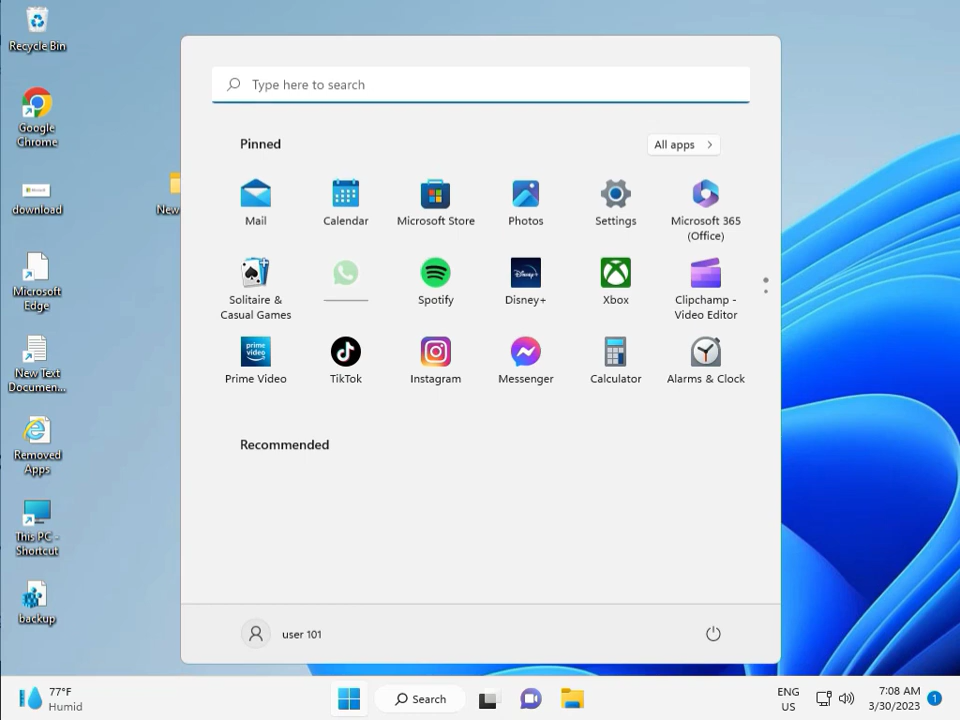 Recycle Bin
Google
Chrome
download
New
Microsoft
Edge
New Text
Documen...
Removed
Apps
This PC -
Shortcut
backup
Type here to search
Pinned
All apps
Mail
Calendar
Microsoft Store
Photos
Settings
Microsoft 365
(Office)
Solitaire &
Casual Games
Spotify
Disney+
Disney+
Xbox
Clipchamp -
Video Editor
prime
video
Prime Video
TikTok
Instagram
Messenger
Calculator
Alarms & Clock
Recommended
user 101
77°F
Humid
Search
ENG
US
7:08 AM
3/30/2023
1